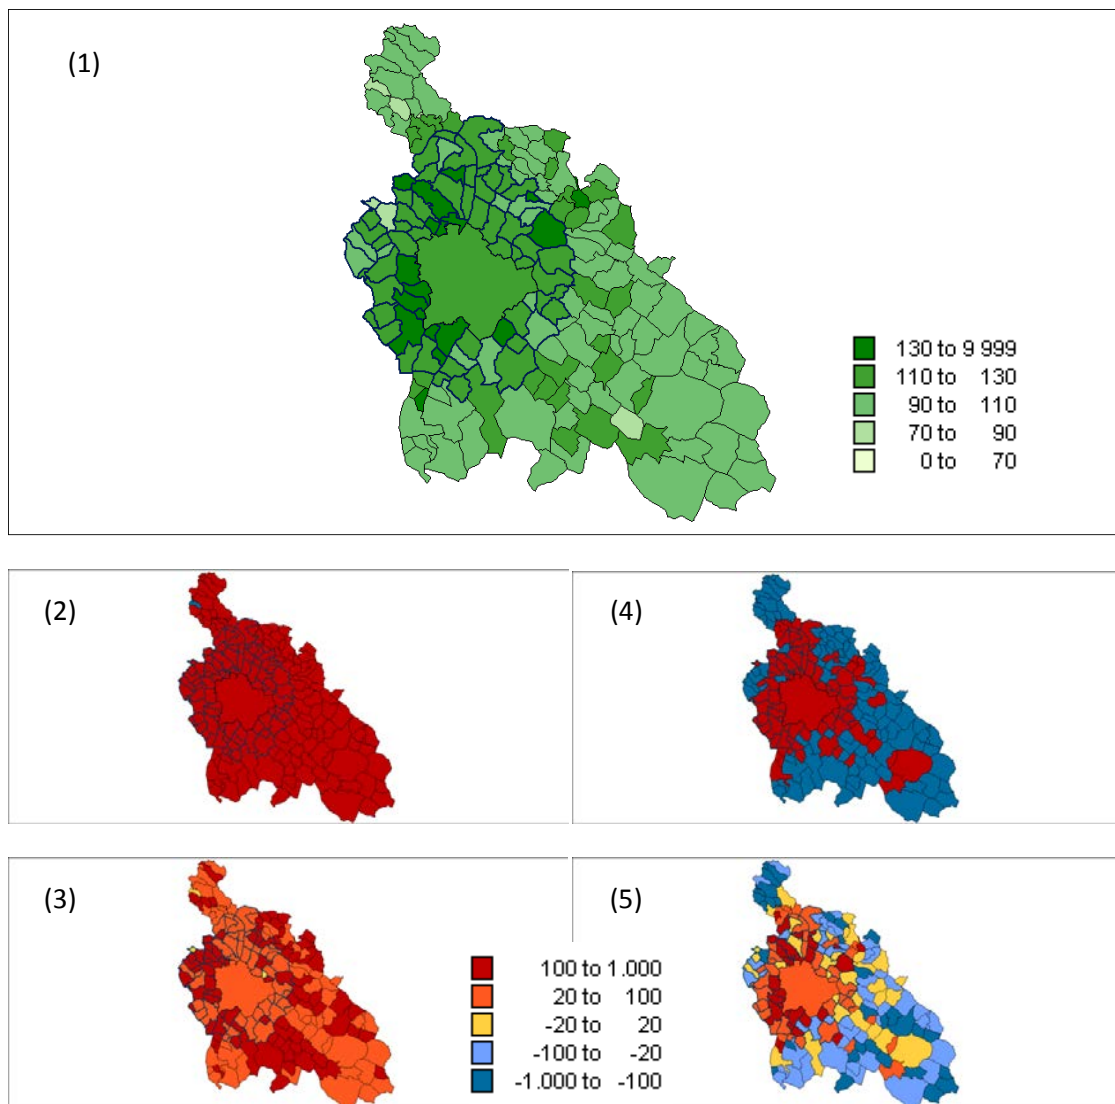 (1)
130 to 9 999
110 to 130
90 to 110
70 to 90
0 to 70
(2)
(4)
(3)
(5)
100 to 1.000
20 to 100
-20 to 20
-100 to -20
-1.000 to -100